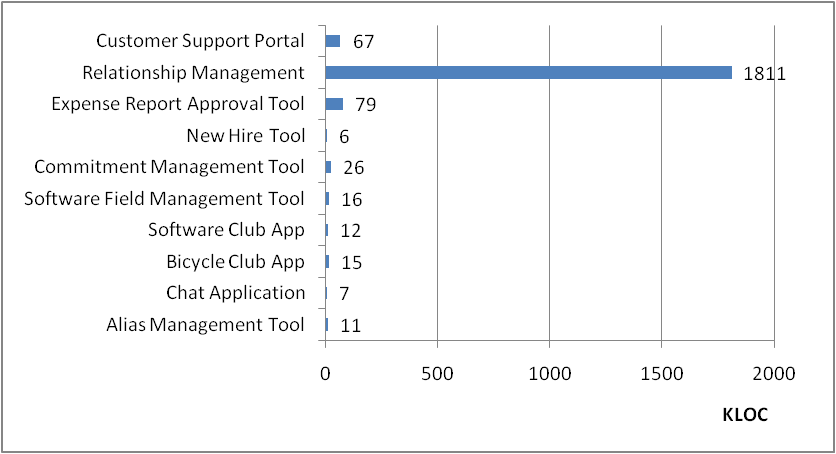 Customer Support Portal 67
Relationship Management 1811
Expense Report Approval Tool 79
New Hire Tool 6
Commitment Management Tool 26
Software Field Management Tool 16
Software Club App 12
Bicycle Club App 15
Chat Application 7
Alias Management Tool 11
0 500 1000 1500 2000
KLOC